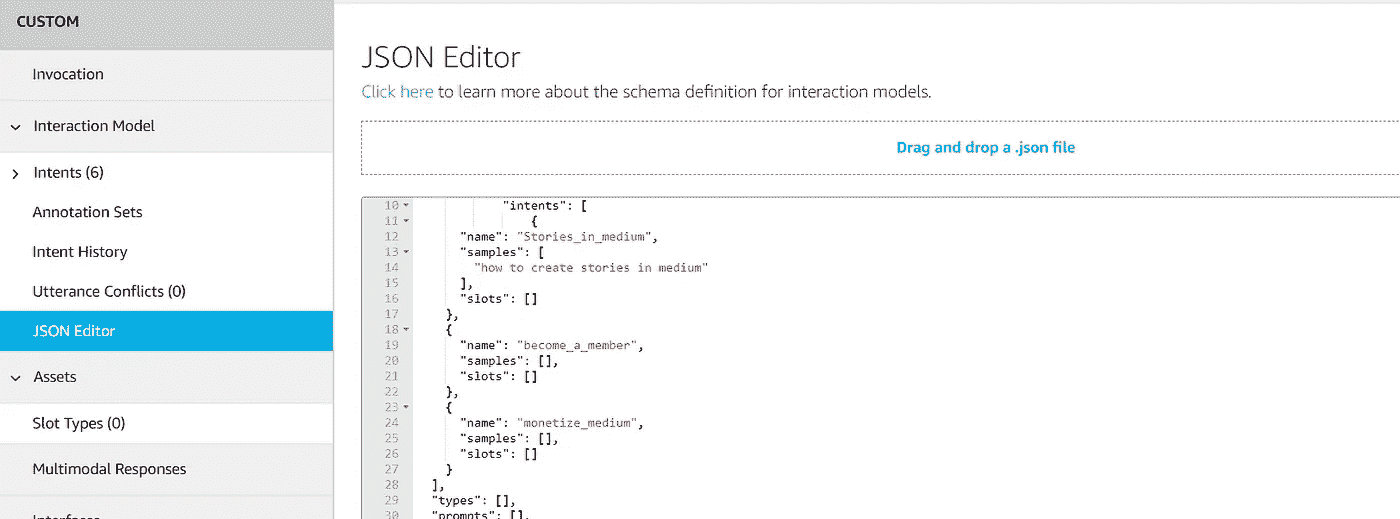 CUSTOM
Invocation
Interaction Model
Intents (6)
Annotation Sets
Intent History
Utterance Conflicts (0)
JSON Editor
Assets
Slot Types (0)
Multimodal Responses
Interfaces
JSON Editor
Click here to learn more about the schema definition for interaction models.
Drag and drop a .json file
10 "intents": [
11 {
12 "name": "Stories_in_medium",
13 "samples": [
14 "how to create stories in medium"
15 ],
16 "slots": []
17 },
18 {
19 "name": "become_a_member",
20 "samples": [],
21 "slots": []
22 },
23 {
24 "name": "monetize_medium",
25 "samples": [],
26 "slots": []
27 }
28 ],
29 "types": [],
30 "prompts": [],